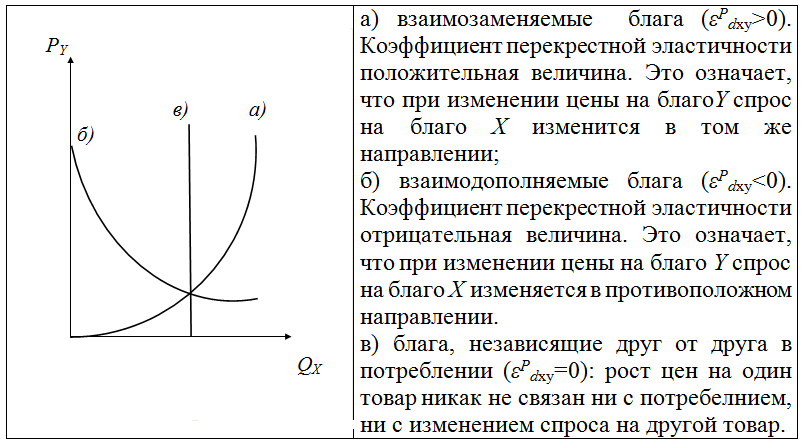 P_Y
б)
в)
а)
Q_X
а) взаимозаменяемые блага (ε^P_dxy>0).
Коэффициент перекрестной эластичности
положительная величина. Это означает,
что при изменении цены на благо Y спрос
на благо X изменится в том же
направлении;
б) взаимодополняемые блага (ε^P_dxy<0).
Коэффициент перекрестной эластичности
отрицательная величина. Это означает,
что при изменении цены на благо Y спрос
на благо X изменяется в противоположном
направлении.
в) блага, независящие друг от друга в
потреблении (ε^P_dxy=0): рост цен на один
товар никак не связан ни с потребелнием,
ни с изменением спроса на другой товар.